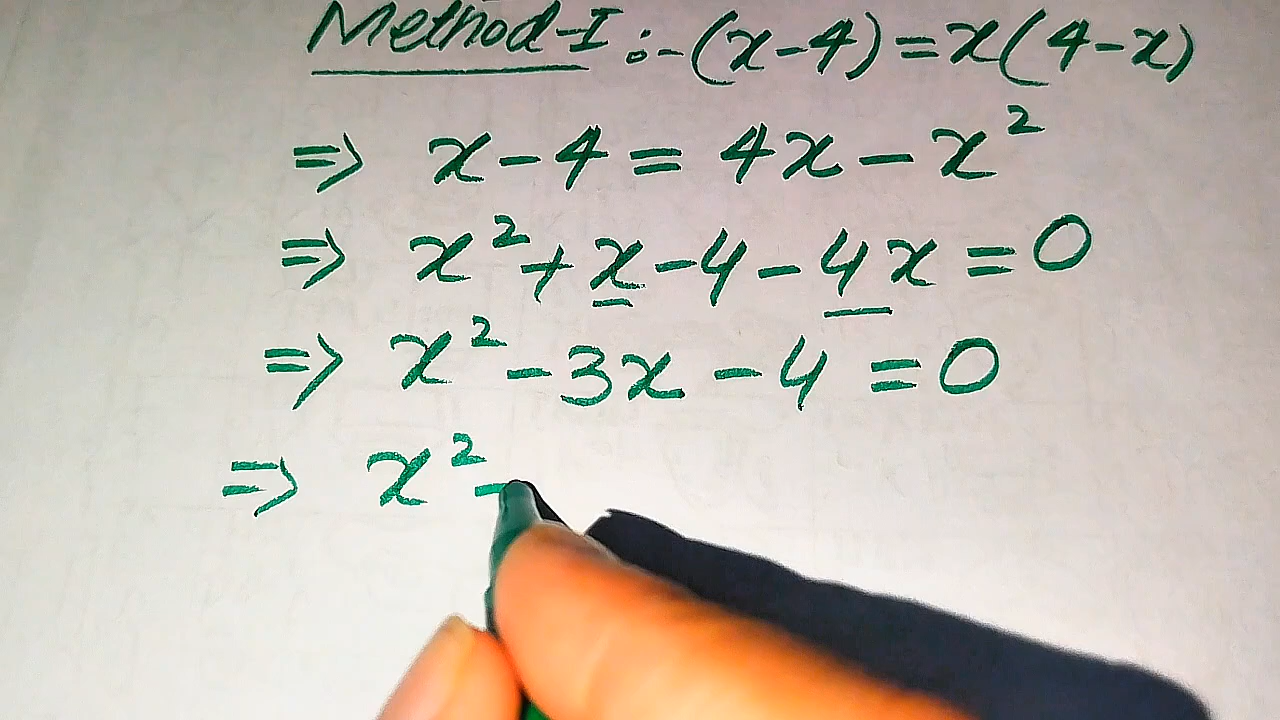 Method-I :- (x-4) = x(4-x)
=> x-4 = 4x-x²
=> x²+x-4-4x = 0
=> x²-3x-4 = 0
=> x²-